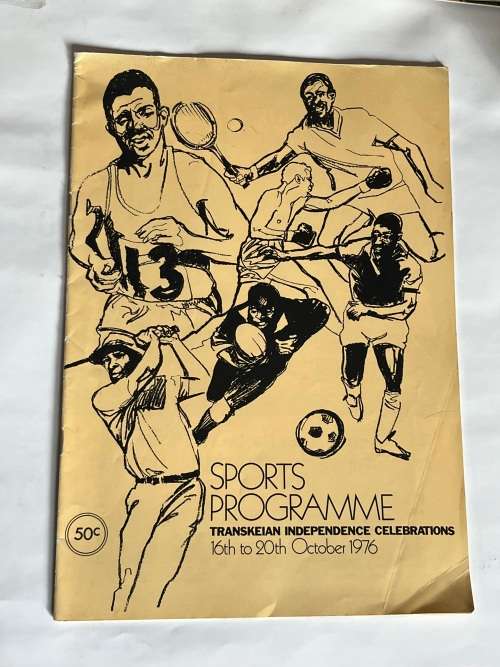 13
SPORTS
PROGRAMME
TRANSKEIAN INDEPENDENCE CELEBRATIONS
16th to 20th October 1976
50c